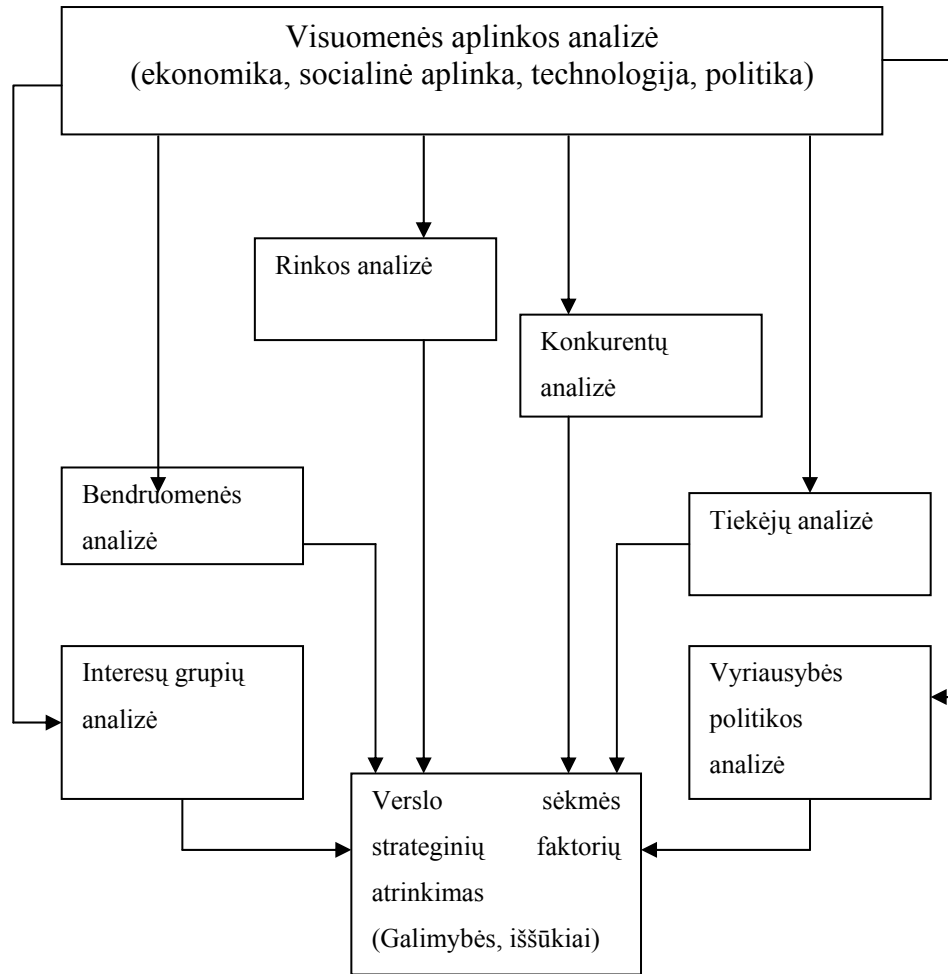 Visuomenės aplinkos analizė
(ekonomika, socialinė aplinka, technologija, politika)
Rinkos analizė
Konkurentų
analizė
Bendruomenės
analizė
Tiekėjų analizė
Interesų grupių
analizė
Vyriausybės
politikos
analizė
Verslo sėkmės
strateginių faktorių
atrinkimas
(Galimybės, iššūkiai)